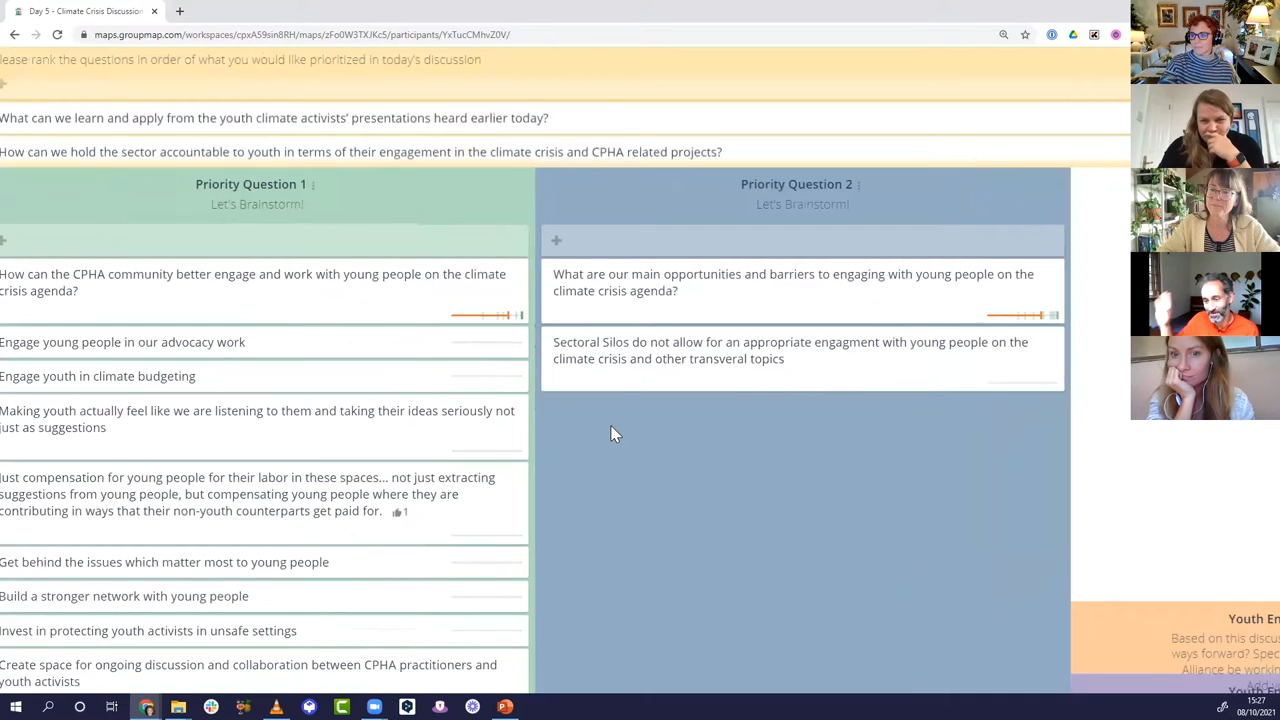 Day 5 - Climate Crisis Discussion
maps.groupmap.com/workspaces/cpxA59sin8RH/maps/zFo0W3TXJKc5/participants/YxTucCMhvZ0V/
lease rank the questions in order of what you would like prioritized in today's discussion
What can we learn and apply from the youth climate activists' presentations heard earlier today?
How can we hold the sector accountable to youth in terms of their engagement in the climate crisis and CPHA related projects?
Priority Question 1
Let's Brainstorm!
How can the CPHA community better engage and work with young people on the climate
crisis agenda?
Engage young people in our advocacy work
Engage youth in climate budgeting
Making youth actually feel like we are listening to them and taking their ideas seriously not
just as suggestions
Just compensation for young people for their labor in these spaces... not just extracting
suggestions from young people, but compensating young people where they are
contributing in ways that their non-youth counterparts get paid for. 1
Get behind the issues which matter most to young people
Build a stronger network with young people
Invest in protecting youth activists in unsafe settings
Create space for ongoing discussion and collaboration between CPHA practitioners and
youth activists
Priority Question 2
Let's Brainstorm!
What are our main opportunities and barriers to engaging with young people on the
climate crisis agenda?
Sectoral Silos do not allow for an appropriate engagment with young people on the
climate crisis and other transveral topics
Youth En
Based on this discu
ways forward? Spec
Alliance be workin
Add yo
Youth En
15:27
08/10/2021